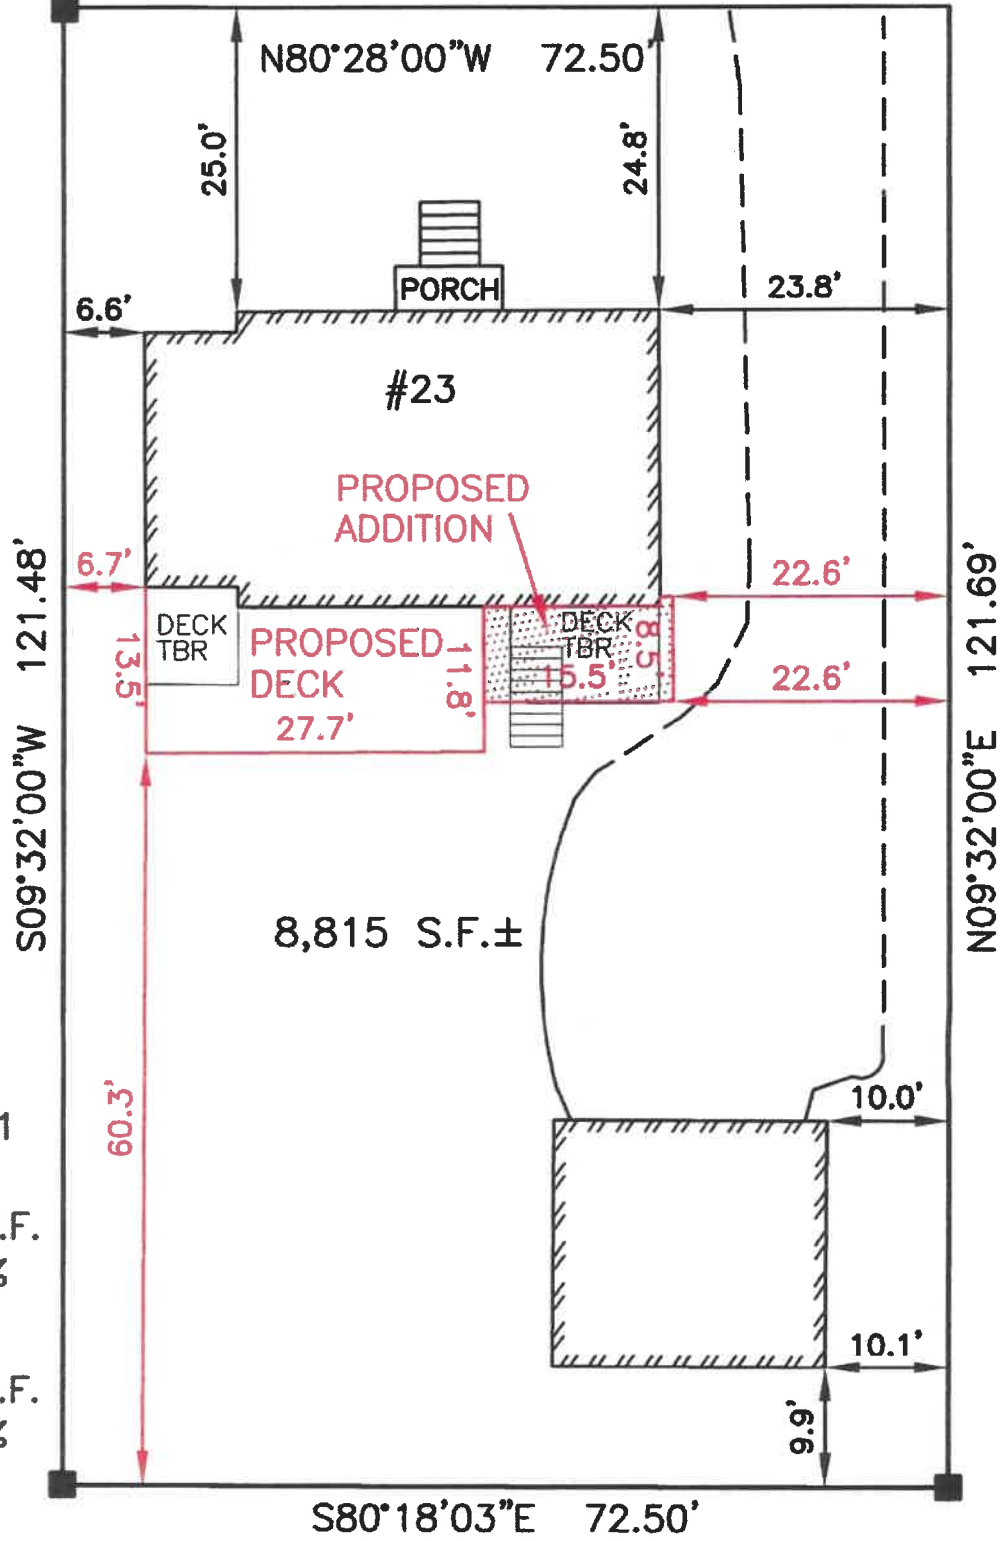 N80°28'00"W 72.50'
25.0'
24.8'
PORCH
23.8'
6.6'
#23
PROPOSED
ADDITION
S09°32'00"W 121.48'
N09°32'00"E 121.69'
6.7'
22.6'
DECK
TBR
PROPOSED
DECK
27.7'
13.5'
11.8'
DECK
TBR
8.5'
15.5'
22.6'
8,815 S.F.±
60.3'
10.0'
.F.
10.1'
.F.
9.9'
S80°18'03"E 72.50'